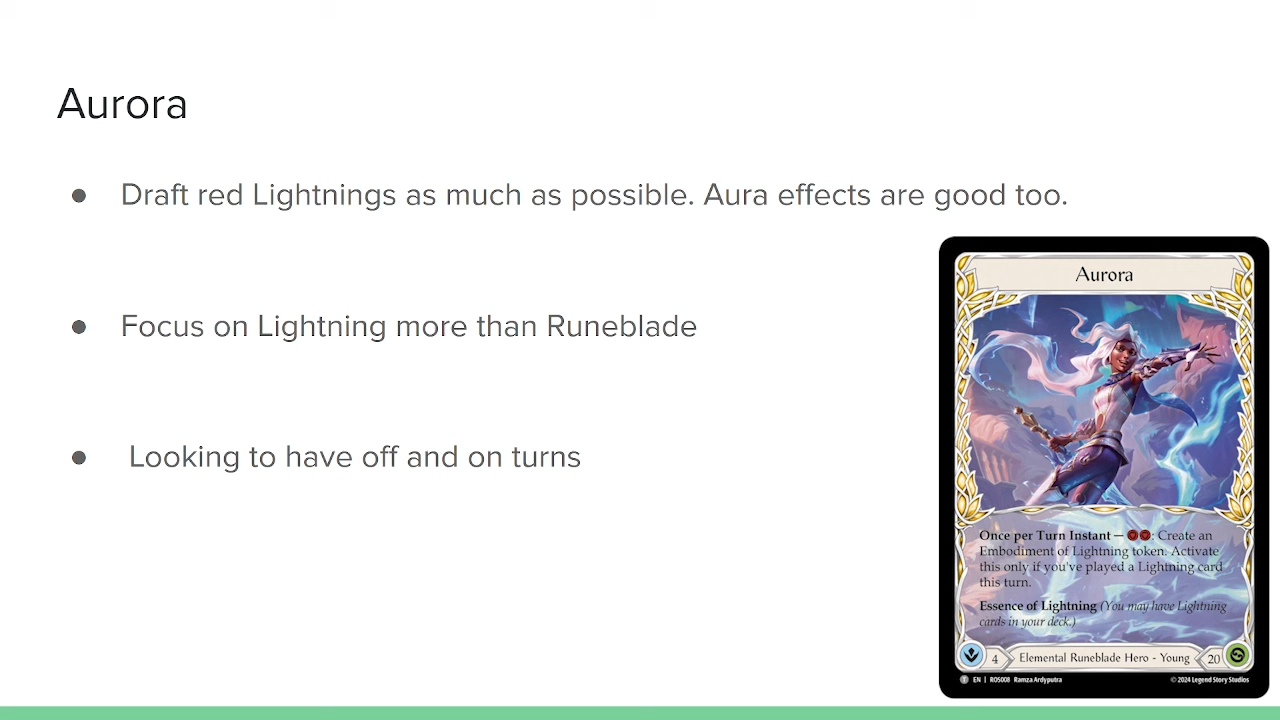 Aurora
● Draft red Lightnings as much as possible. Aura effects are good too.
● Focus on Lightning more than Runeblade
● Looking to have off and on turns
Aurora
Once per Turn Instant — : Create an
Embodiment of Lightning token. Activate
this only if you've played a Lightning card
this turn.
Essence of Lightning (You may have Lightning
cards in your deck.)
4 Elemental Runeblade Hero - Young 20
T EN | ROS008 Ramza Ardyputra © 2024 Legend Story Studios